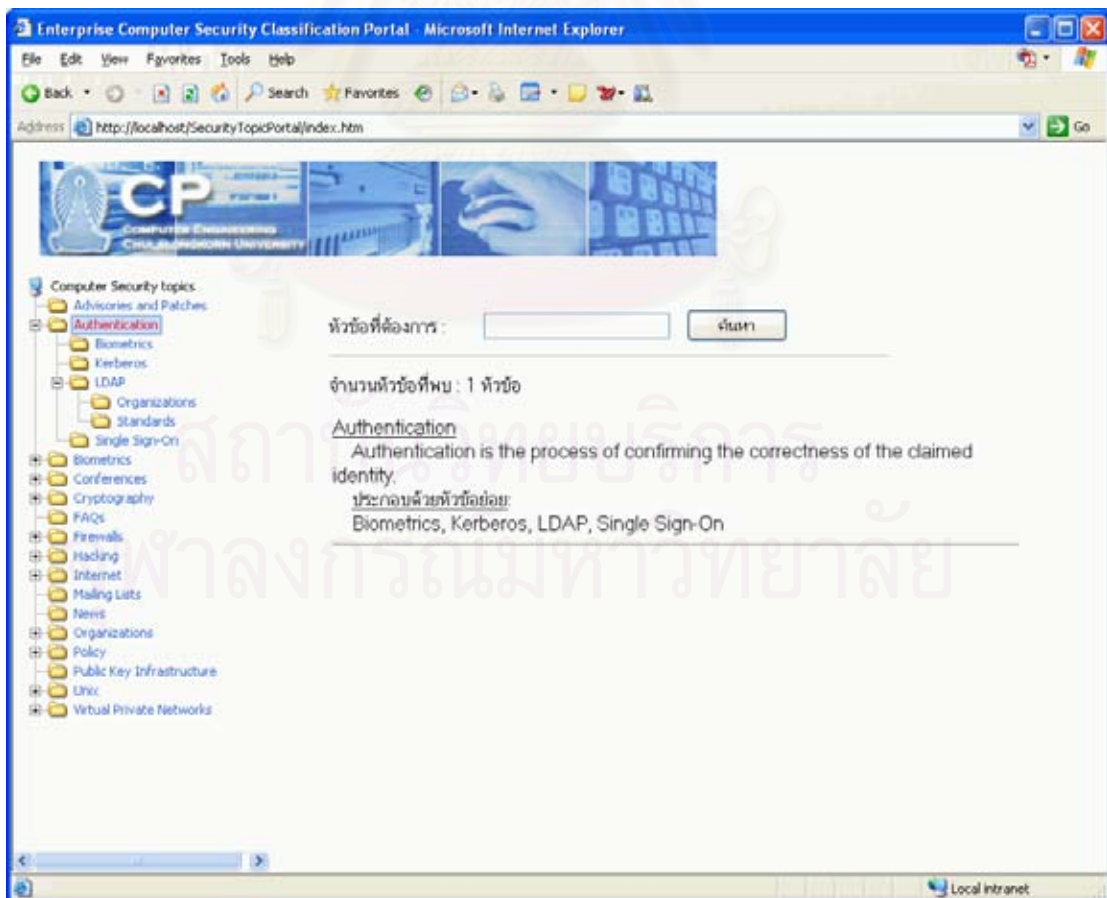 Enterprise Computer Security Classification Portal - Microsoft Internet Explorer
File Edit View Favorites Tools Help
Back Search Favorites
Address http://localhost/SecurityTopicPortal/index.htm Go
CP
COMPUTER ENGINEERING
CHULALONGKORN UNIVERSITY
Computer Security topics
Advisories and Patches
Authentication
Biometrics
Kerberos
LDAP
Organizations
Standards
Single Sign-On
Biometrics
Conferences
Cryptography
FAQs
Firewalls
Hacking
Internet
Mailing Lists
News
Organizations
Policy
Public Key Infrastructure
Unix
Virtual Private Networks
หัวข้อที่ต้องการ : ค้นหา
จำนวนหัวข้อที่พบ : 1 หัวข้อ
Authentication
Authentication is the process of confirming the correctness of the claimed
identity.
ประกอบด้วยหัวข้อย่อย:
Biometrics, Kerberos, LDAP, Single Sign-On
สถาบันวิทยบริการ
จุฬาลงกรณ์มหาวิทยาลัย
Local intranet